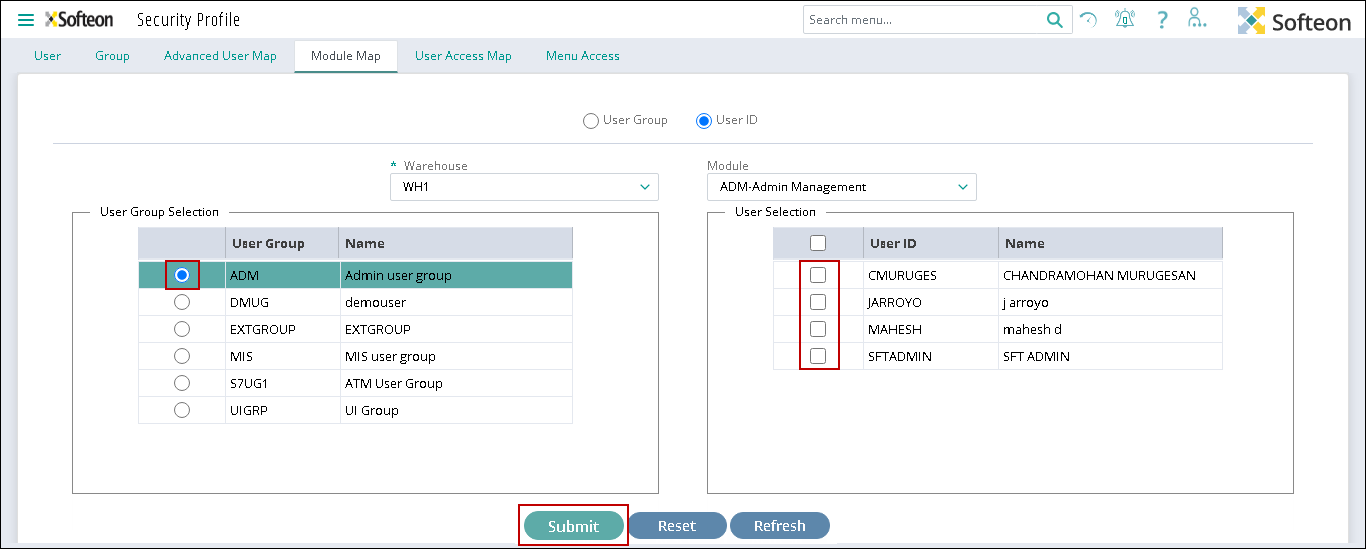 Softeon Security Profile Search menu... ? Softeon
User Group Advanced User Map Module Map User Access Map Menu Access
User Group User ID
* Warehouse Module
WH1 ADM-Admin Management
User Group Selection User Selection
User Group Name User ID Name
ADM Admin user group CMURUGES CHANDRAMOHAN MURUGESAN
DMUG demouser JARROYO j arroyo
EXTGROUP EXTGROUP MAHESH mahesh d
MIS MIS user group SFTADMIN SFT ADMIN
S7UG1 ATM User Group
UIGRP UI Group
Submit Reset Refresh